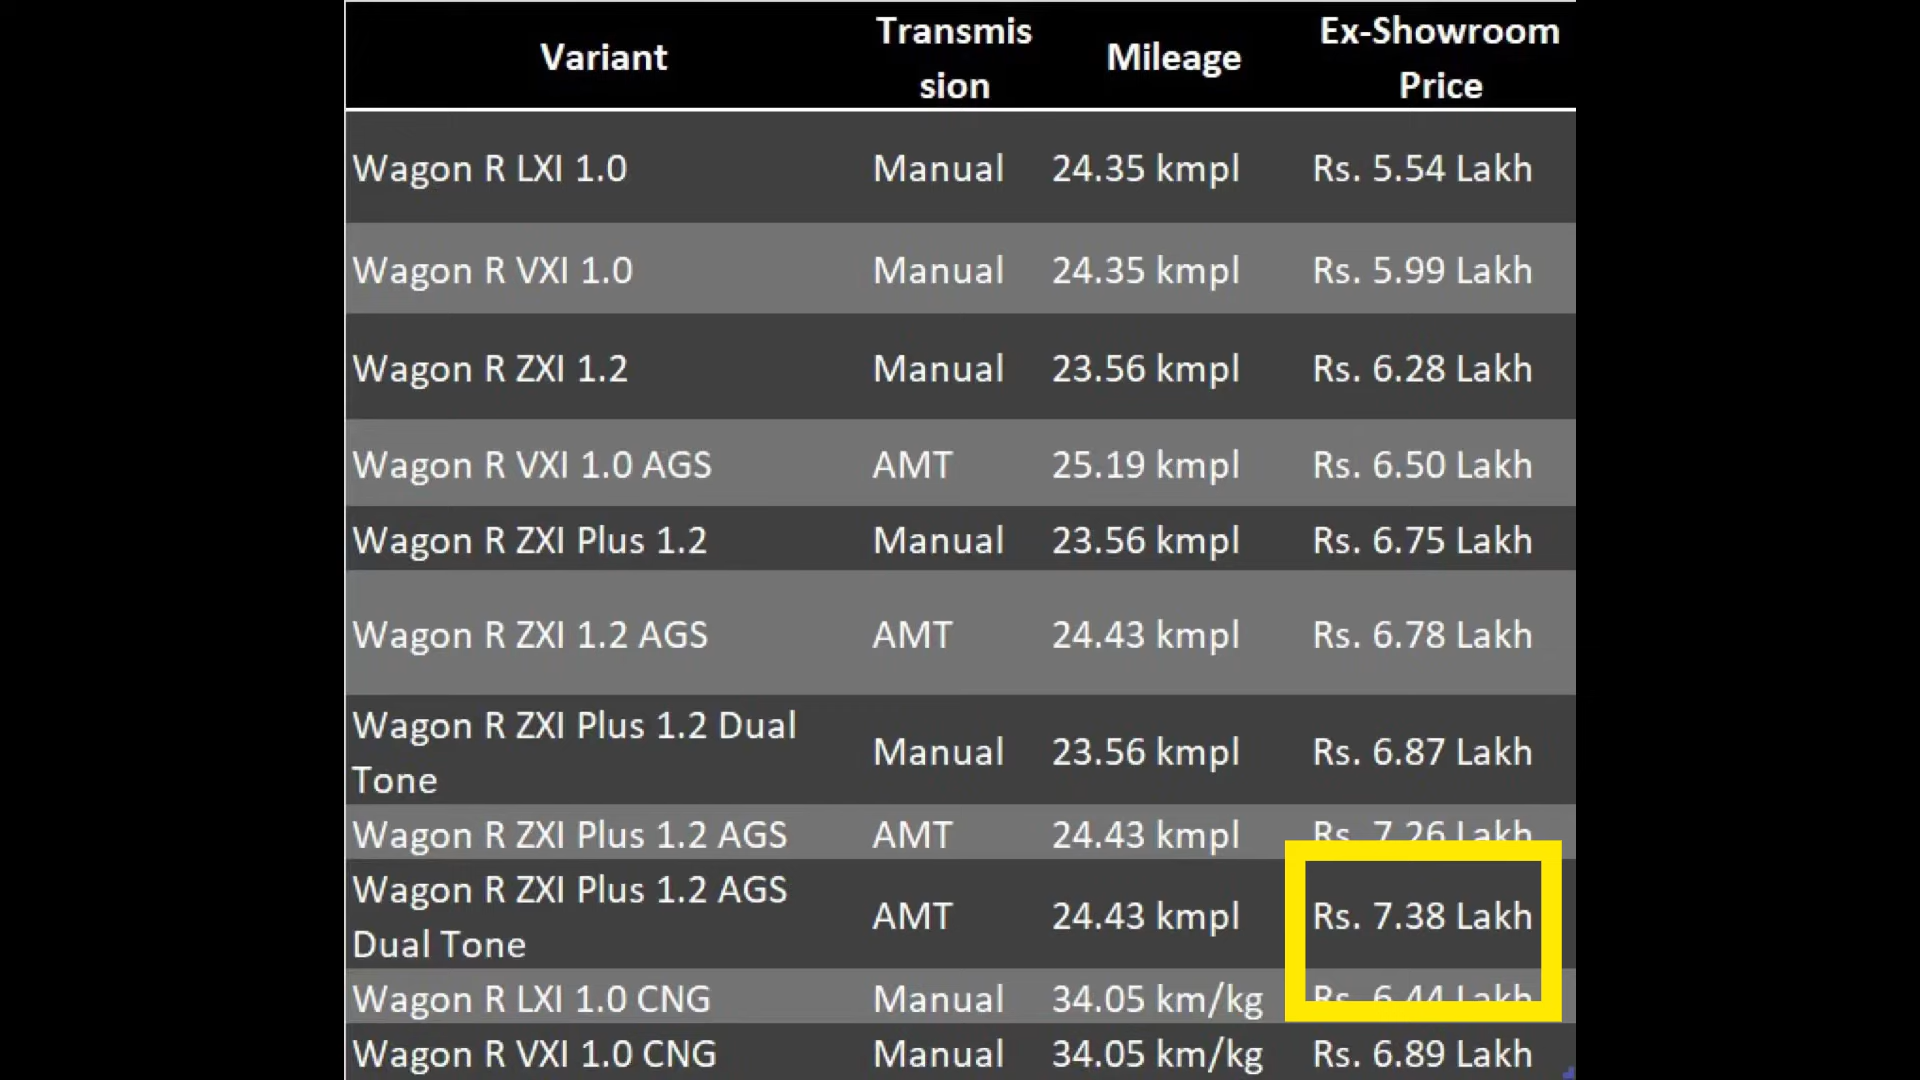 Variant Transmis
sion Mileage Ex-Showroom
Price
Wagon R LXI 1.0 Manual 24.35 kmpl Rs. 5.54 Lakh
Wagon R VXI 1.0 Manual 24.35 kmpl Rs. 5.99 Lakh
Wagon R ZXI 1.2 Manual 23.56 kmpl Rs. 6.28 Lakh
Wagon R VXI 1.0 AGS AMT 25.19 kmpl Rs. 6.50 Lakh
Wagon R ZXI Plus 1.2 Manual 23.56 kmpl Rs. 6.75 Lakh
Wagon R ZXI 1.2 AGS AMT 24.43 kmpl Rs. 6.78 Lakh
Wagon R ZXI Plus 1.2 Dual
Tone Manual 23.56 kmpl Rs. 6.87 Lakh
Wagon R ZXI Plus 1.2 AGS AMT 24.43 kmpl Rs. 7.26 Lakh
Wagon R ZXI Plus 1.2 AGS
Dual Tone AMT 24.43 kmpl Rs. 7.38 Lakh
Wagon R LXI 1.0 CNG Manual 34.05 km/kg Rs. 6.44 Lakh
Wagon R VXI 1.0 CNG Manual 34.05 km/kg Rs. 6.89 Lakh